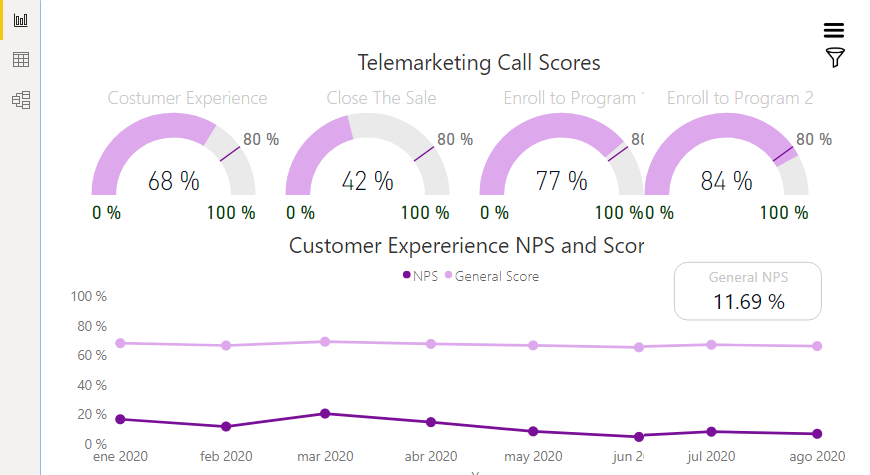 Telemarketing Call Scores
Costumer Experience
Close The Sale
Enroll to Program
Enroll to Program 2
80 %
80 %
80 %
68 %
42 %
77 %
84 %
0 %
100 %
0 %
100 %
0 %
100 %
0 %
100 %
Customer Expererience NPS and Scor
NPS
General Score
General NPS
11.69 %
100 %
80 %
60 %
40 %
20 %
0 %
ene 2020
feb 2020
mar 2020
abr 2020
may 2020
jun 2
jul 2020
ago 2020